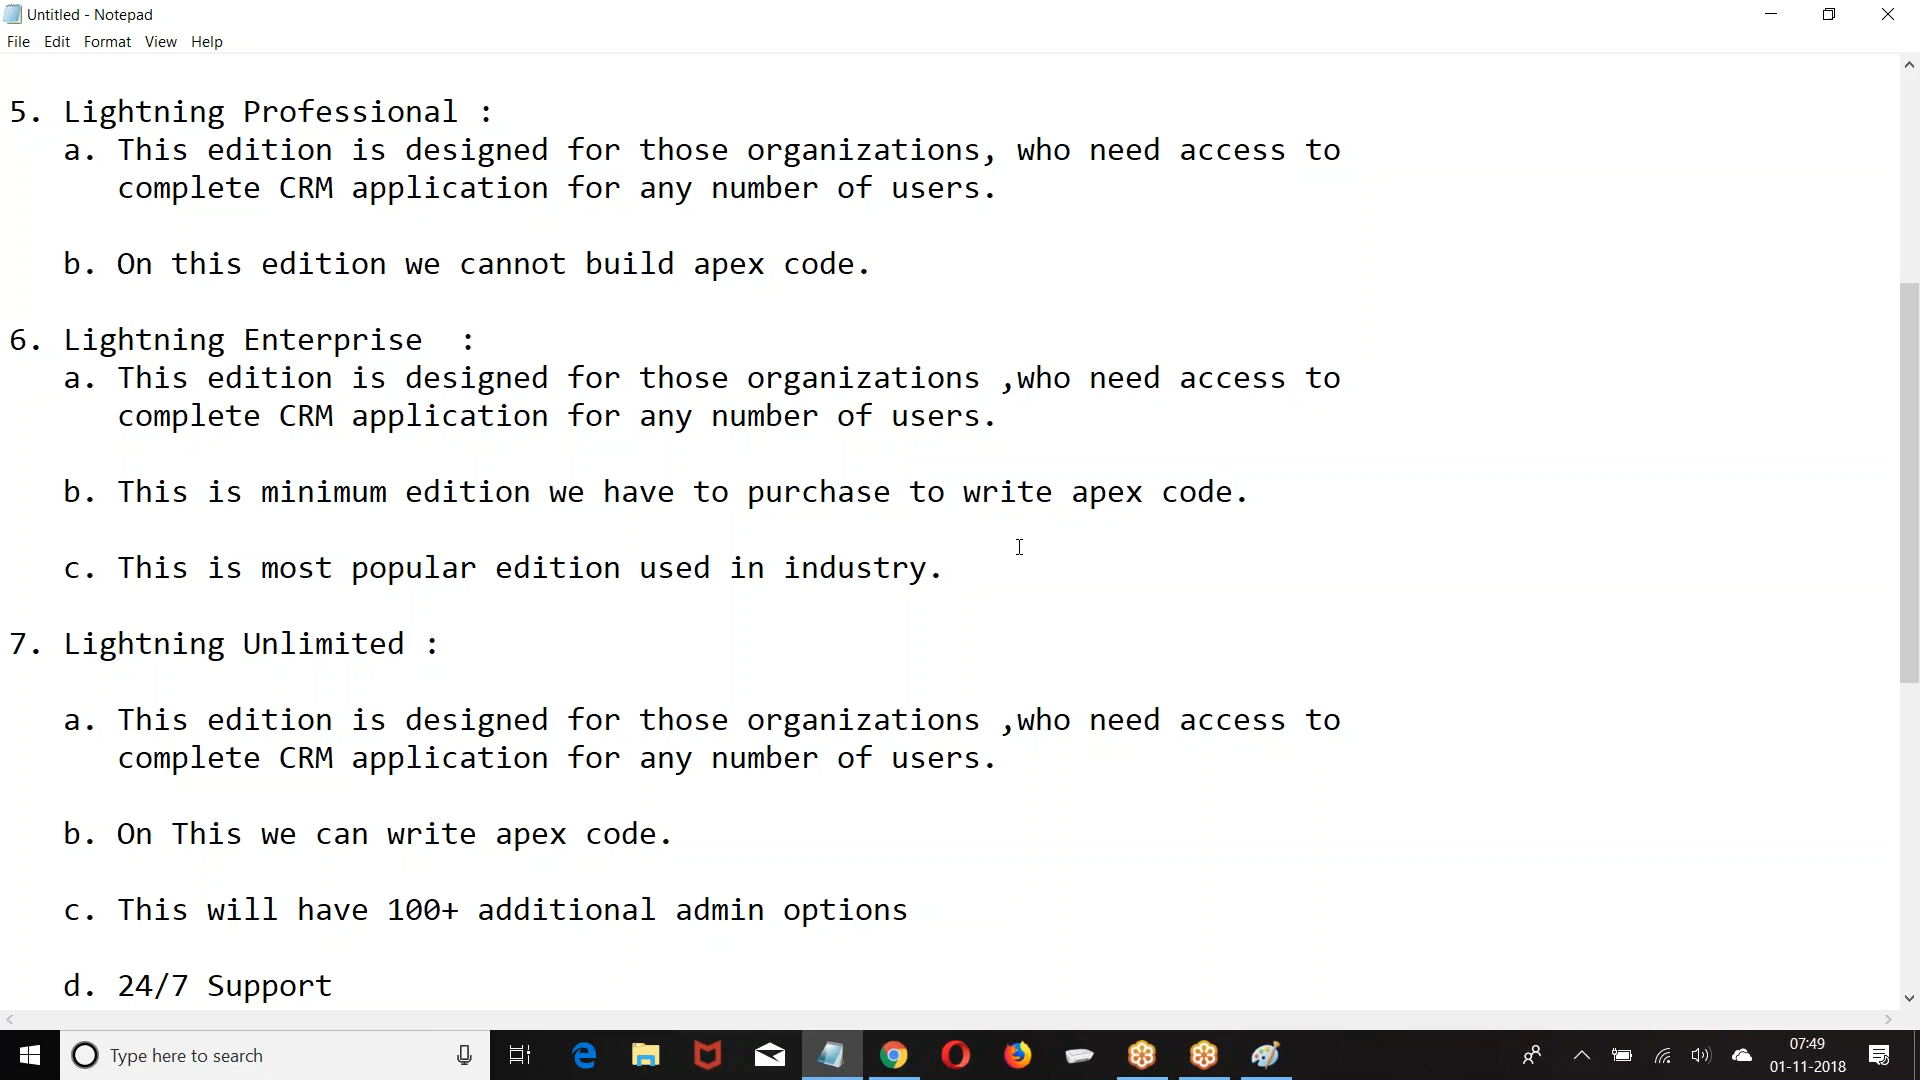 Untitled - Notepad
File Edit Format View Help
5. Lightning Professional :
a. This edition is designed for those organizations, who need access to
complete CRM application for any number of users.
b. On this edition we cannot build apex code.
6. Lightning Enterprise  :
a. This edition is designed for those organizations ,who need access to
complete CRM application for any number of users.
b. This is minimum edition we have to purchase to write apex code.
c. This is most popular edition used in industry.
7. Lightning Unlimited :
a. This edition is designed for those organizations ,who need access to
complete CRM application for any number of users.
b. On This we can write apex code.
c. This will have 100+ additional admin options
d. 24/7 Support
Type here to search
07:49
01-11-2018